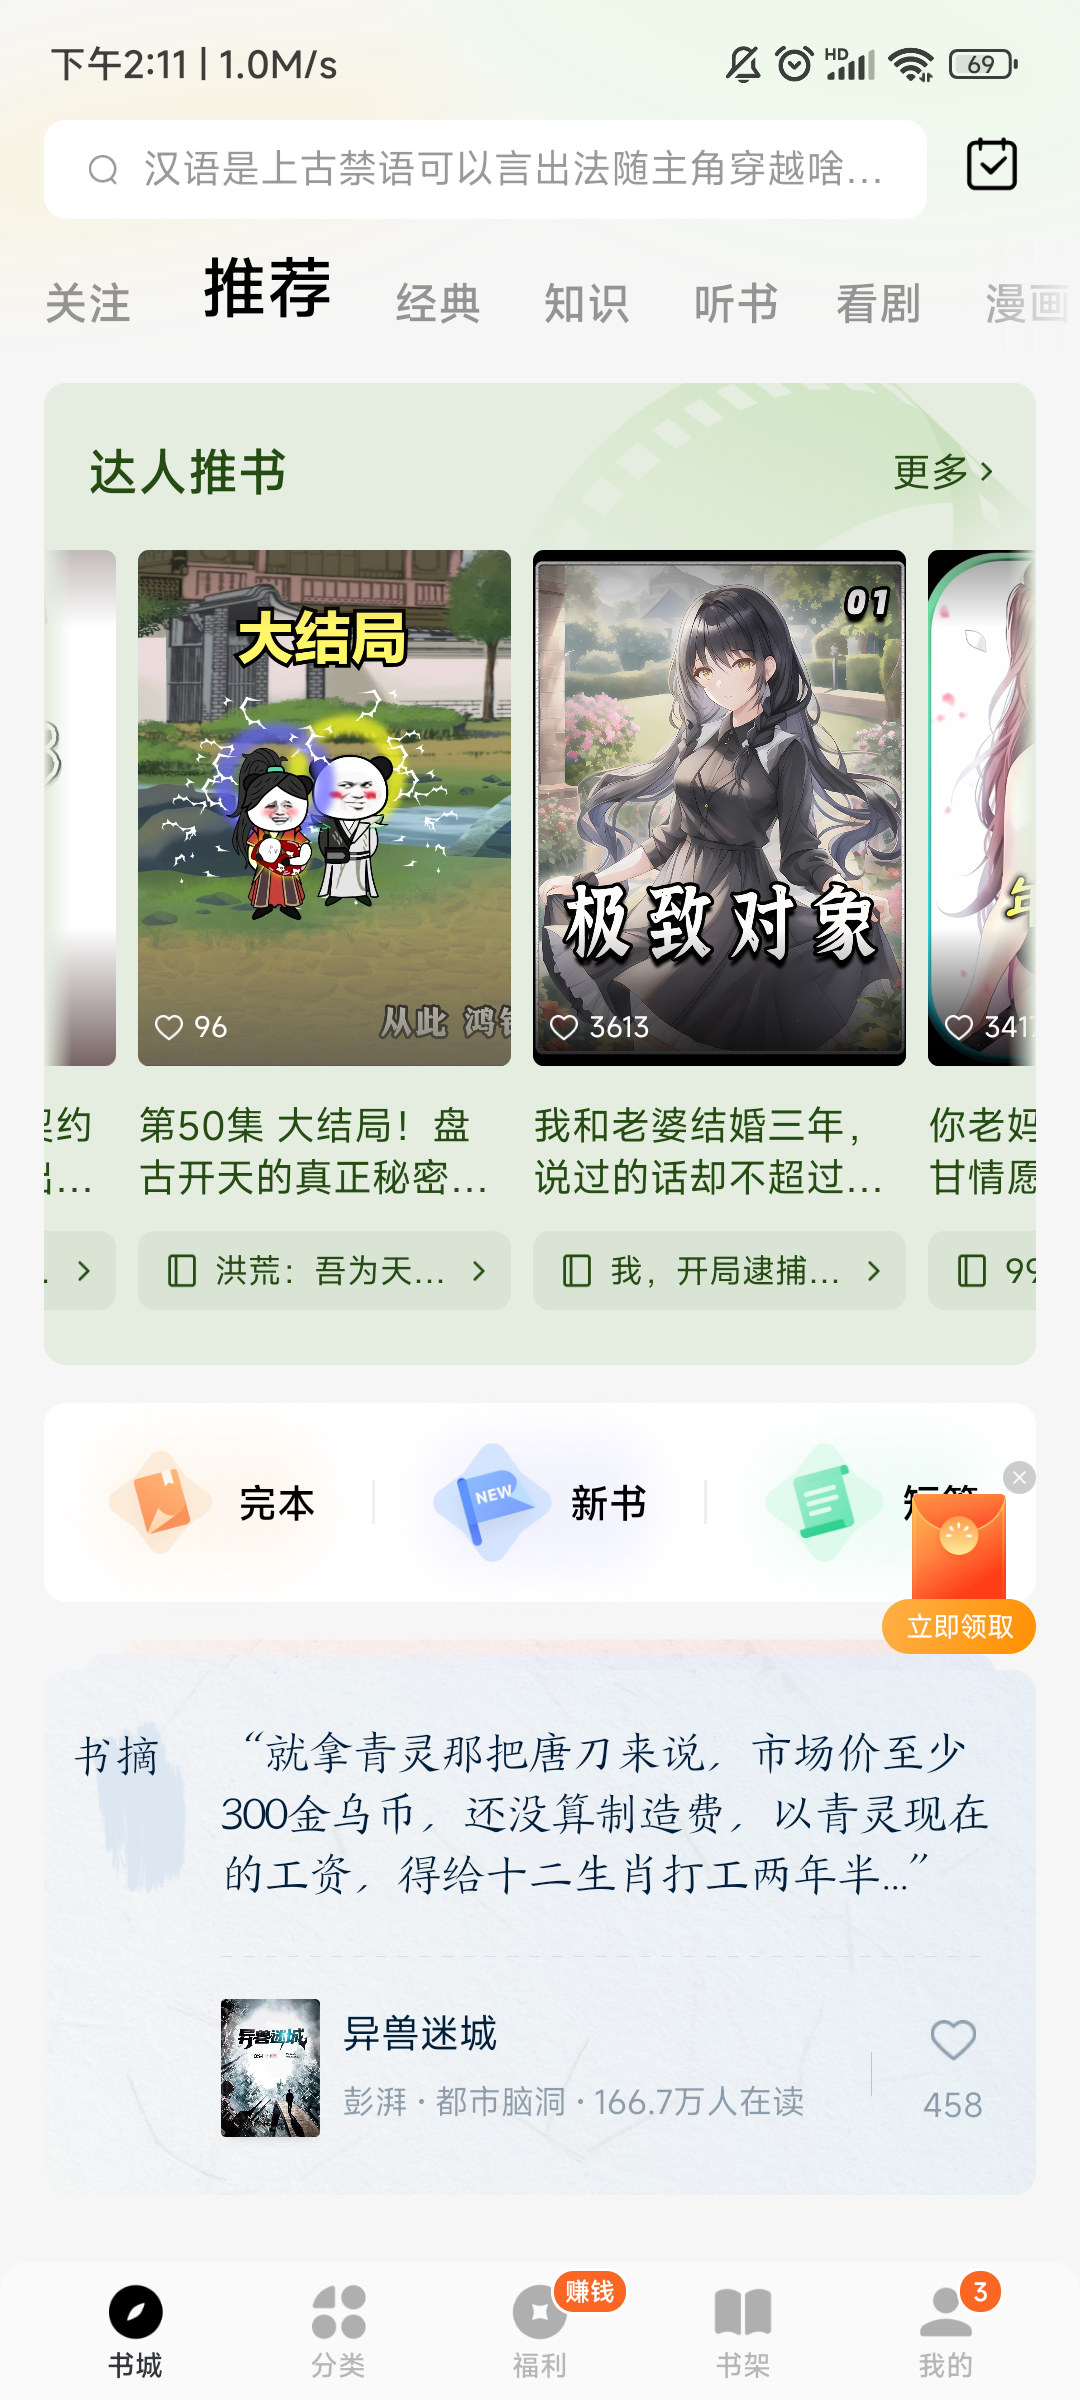 下午2:11 | 1.0M/s
HD
69
汉语是上古禁语可以言出法随主角穿越啥...
关注 推荐 经典 知识 听书 看剧 漫画
达人推书
更多
大结局
从此 鸿
96
01
极致对象
3613
341
约
...
第50集 大结局！盘
古开天的真正秘密...
我和老婆结婚三年，
说过的话却不超过...
你老妈
甘情愿
洪荒：吾为天...
我，开局逮捕...
99
完本
NEW
新书
短篇
立即领取
书摘
“就拿青灵那把唐刀来说，市场价至少
300金乌币，还没算制造费，以青灵现在
的工资，得给十二生肖打工两年半...”
异兽迷城
异兽迷城
彭湃·都市脑洞·166.7万人在读
458
书城
分类
赚钱
福利
书架
3
我的